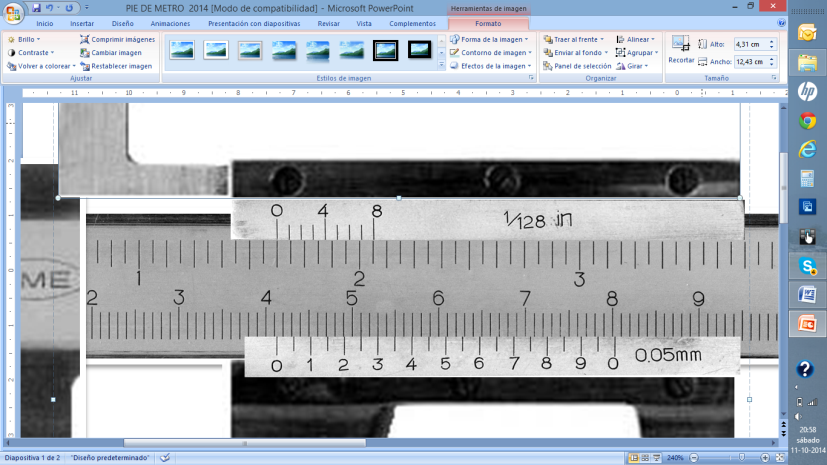 PIE DE METRO 2014 [Modo de compatibilidad] - Microsoft PowerPoint
Herramientas de imagen
Inicio Insertar Diseño Animaciones Presentación con diapositivas Revisar Vista Complementos Formato
Brillo Comprimir imágenes
Contraste Cambiar imagen
Volver a colorear Restablecer imagen
Ajustar
Estilos de imagen
Forma de la imagen
Contorno de imagen
Efectos de la imagen
Traer al frente Alinear
Enviar al fondo Agrupar
Panel de selección Girar
Organizar
Recortar
Alto: 4,31 cm
Ancho: 12,43 cm
Tamaño
11 10 9 8 7 6 5 4 3 2 1 0 1 2
0 4 8 1/128 in
1 2 3
ME
2 3 4 5 6 7 8 9
0 1 2 3 4 5 6 7 8 9 0 0.05mm
Diapositiva 1 de 2 "Diseño predeterminado" 240%
20:58
sábado
11-10-2014